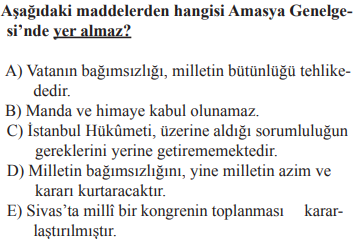 Aşağıdaki maddelerden hangisi Amasya Genelge-
si’nde yer almaz?
A) Vatanın bağımsızlığı, milletin bütünlüğü tehlike-
dedir.
B) Manda ve himaye kabul olunamaz.
C) İstanbul Hükûmeti, üzerine aldığı sorumluluğun
gereklerini yerine getirememektedir.
D) Milletin bağımsızlığını, yine milletin azim ve
kararı kurtaracaktır.
E) Sivas’ta millî bir kongrenin toplanması karar-
laştırılmıştır.